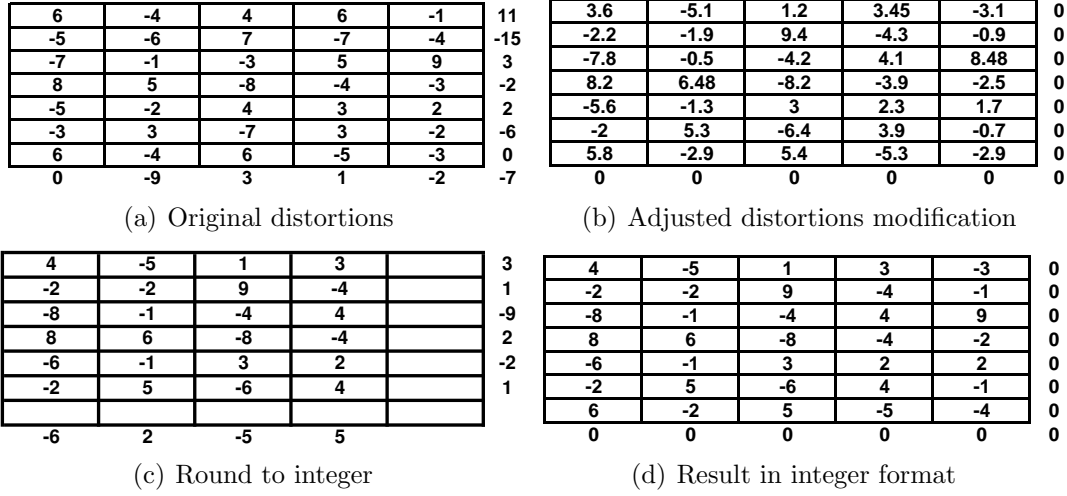 6 -4 4 6 -1 11
-5 -6 7 -7 -4 -15
-7 -1 -3 5 9 3
8 5 -8 -4 -3 -2
-5 -2 4 3 2 2
-3 3 -7 3 -2 -6
6 -4 6 -5 -3 0
0 -9 3 1 -2 -7
(a) Original distortions
3.6 -5.1 1.2 3.45 -3.1 0
-2.2 -1.9 9.4 -4.3 -0.9 0
-7.8 -0.5 -4.2 4.1 8.48 0
8.2 6.48 -8.2 -3.9 -2.5 0
-5.6 -1.3 3 2.3 1.7 0
-2 5.3 -6.4 3.9 -0.7 0
5.8 -2.9 5.4 -5.3 -2.9 0
0 0 0 0 0 0
(b) Adjusted distortions modification
4 -5 1 3 3
-2 -2 9 -4 1
-8 -1 -4 4 -9
8 6 -8 -4 2
-6 -1 3 2 -2
-2 5 -6 4 1
-6 2 -5 5
(c) Round to integer
4 -5 1 3 -3 0
-2 -2 9 -4 -1 0
-8 -1 -4 4 9 0
8 6 -8 -4 -2 0
-6 -1 3 2 2 0
-2 5 -6 4 -1 0
6 -2 5 -5 -4 0
0 0 0 0 0 0
(d) Result in integer format